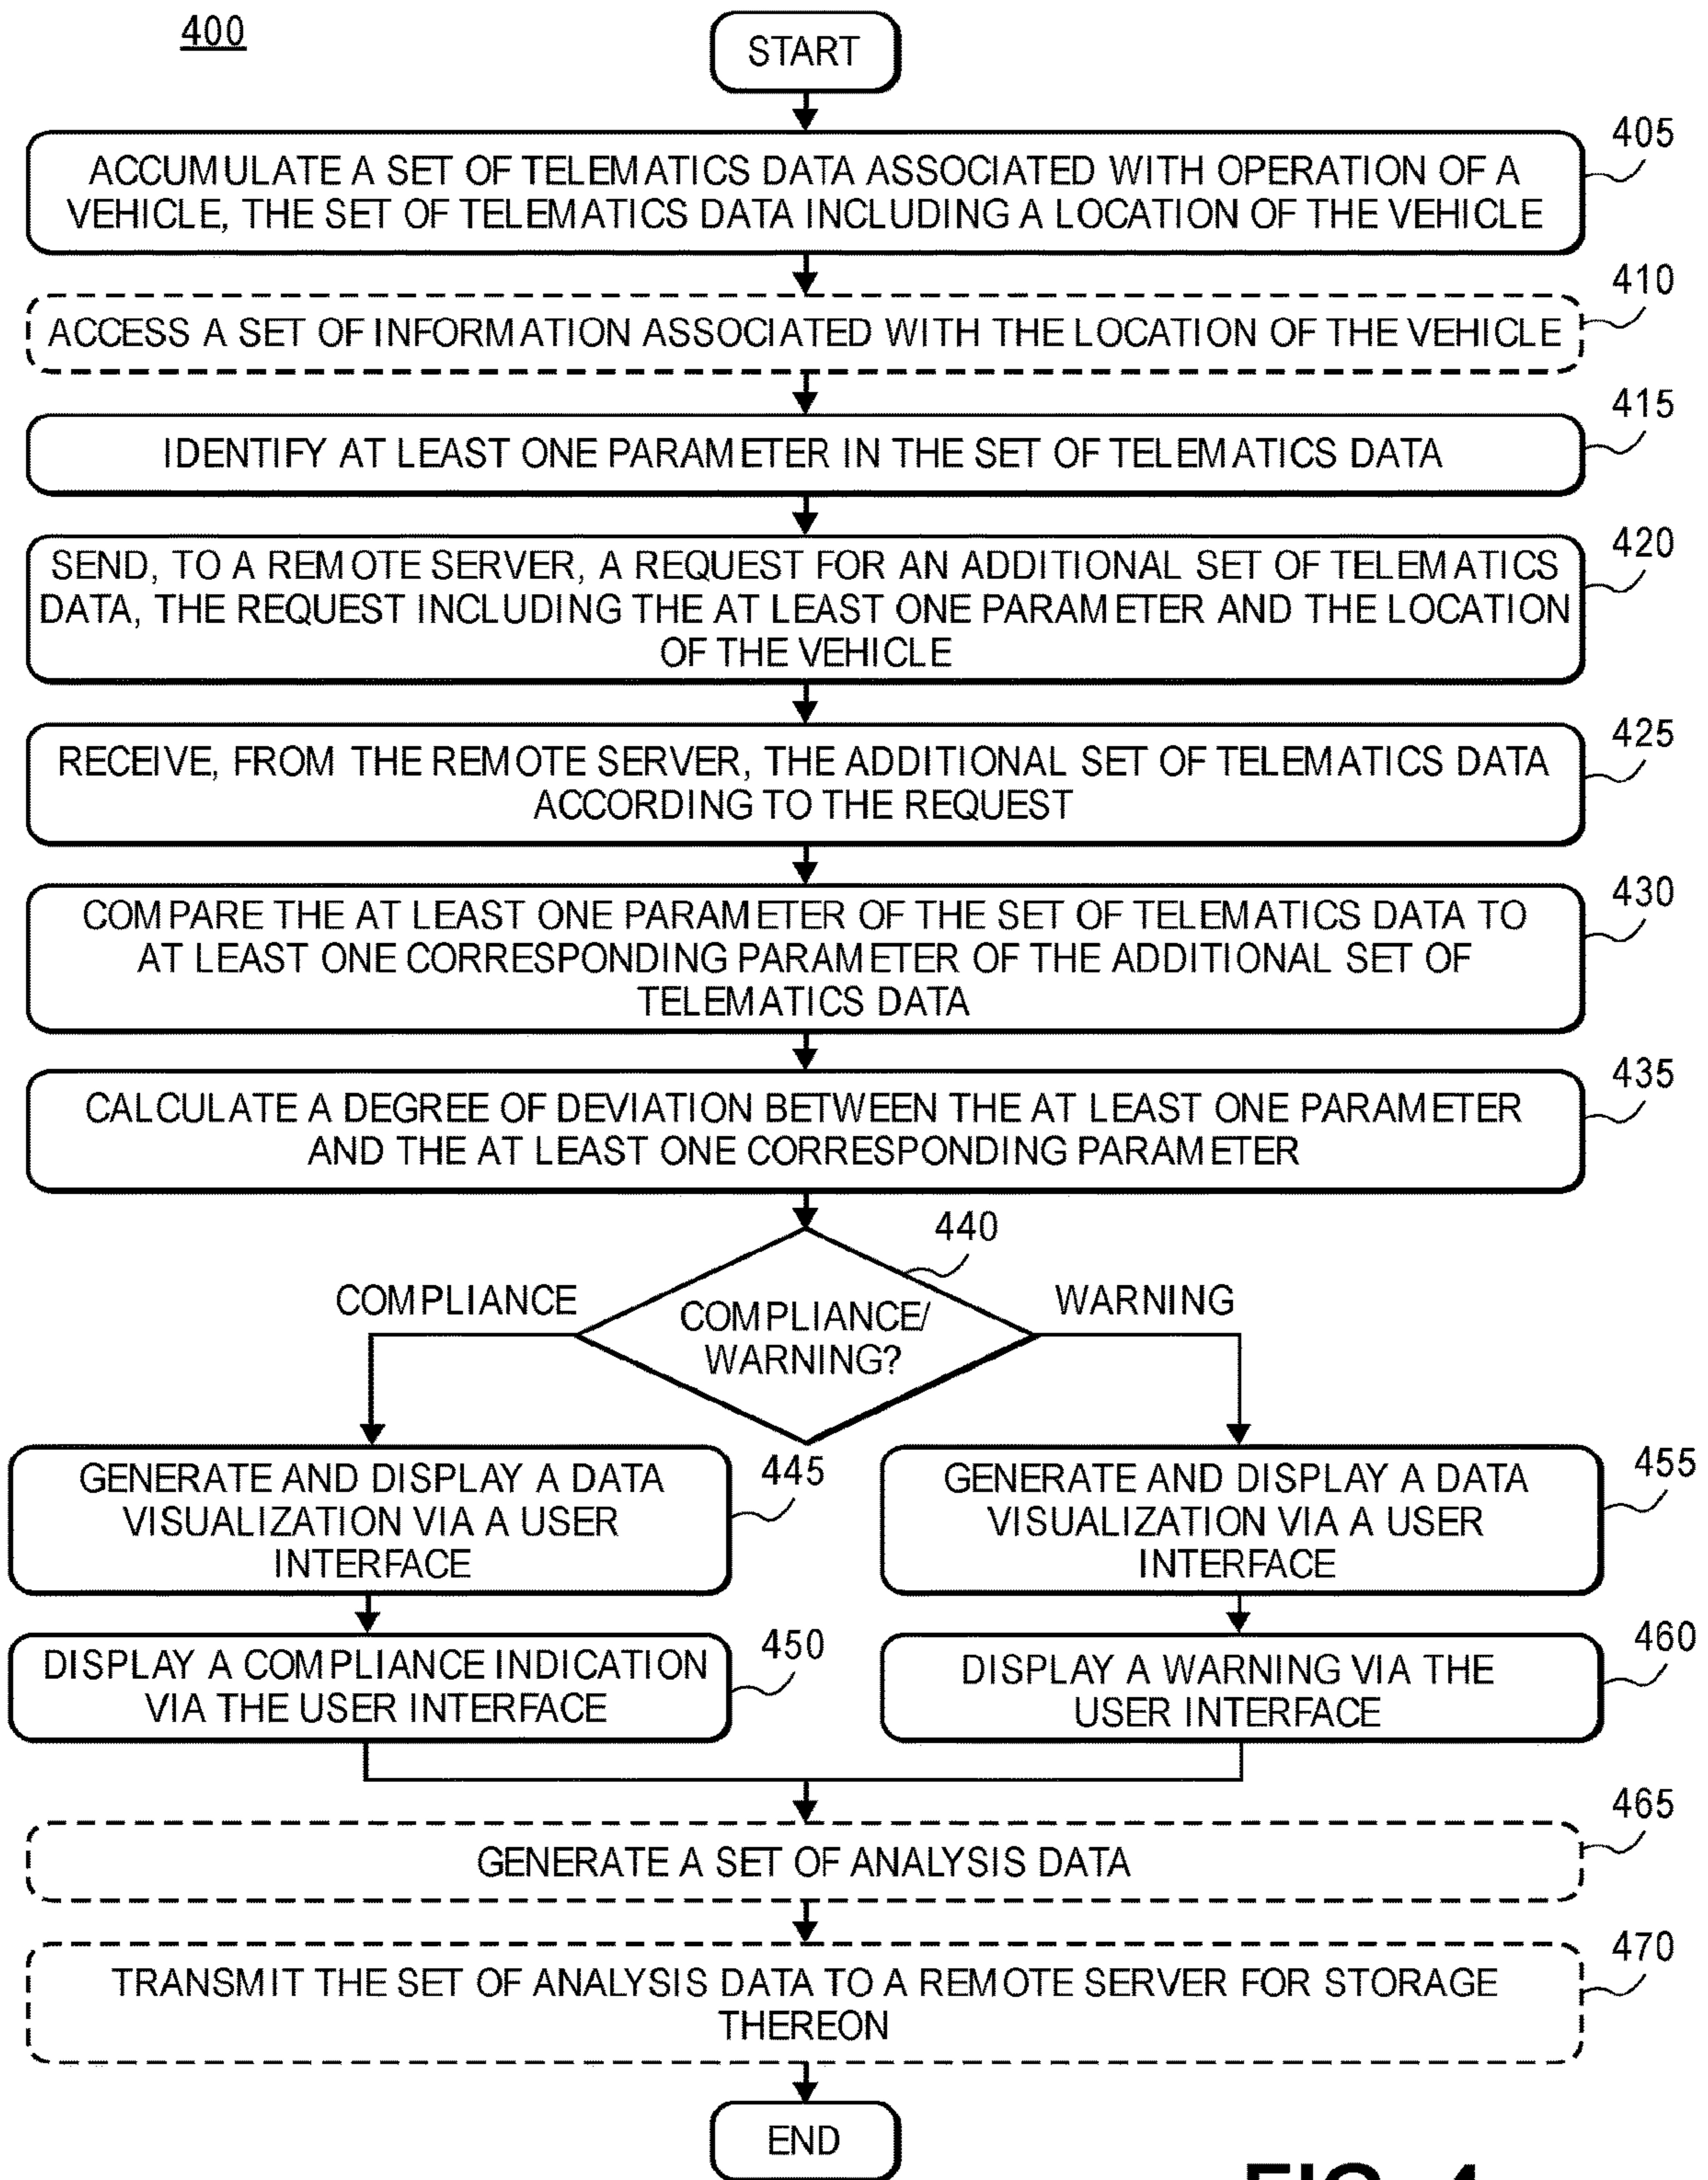 400
START
405
ACCUMULATE A SET OF TELEMATICS DATA ASSOCIATED WITH OPERATION OF A
VEHICLE, THE SET OF TELEMATICS DATA INCLUDING A LOCATION OF THE VEHICLE
410
ACCESS A SET OF INFORMATION ASSOCIATED WITH THE LOCATION OF THE VEHICLE
415
IDENTIFY AT LEAST ONE PARAMETER IN THE SET OF TELEMATICS DATA
420
SEND, TO A REMOTE SERVER, A REQUEST FOR AN ADDITIONAL SET OF TELEMATICS
DATA, THE REQUEST INCLUDING THE AT LEAST ONE PARAMETER AND THE LOCATION
OF THE VEHICLE
425
RECEIVE, FROM THE REMOTE SERVER, THE ADDITIONAL SET OF TELEMATICS DATA
ACCORDING TO THE REQUEST
430
COMPARE THE AT LEAST ONE PARAMETER OF THE SET OF TELEMATICS DATA TO
AT LEAST ONE CORRESPONDING PARAMETER OF THE ADDITIONAL SET OF
TELEMATICS DATA
435
CALCULATE A DEGREE OF DEVIATION BETWEEN THE AT LEAST ONE PARAMETER
AND THE AT LEAST ONE CORRESPONDING PARAMETER
440
COMPLIANCE
WARNING
COMPLIANCE/
WARNING?
445
GENERATE AND DISPLAY A DATA
VISUALIZATION VIA A USER
INTERFACE
455
GENERATE AND DISPLAY A DATA
VISUALIZATION VIA A USER
INTERFACE
450
DISPLAY A COMPLIANCE INDICATION
VIA THE USER INTERFACE
460
DISPLAY A WARNING VIA THE
USER INTERFACE
465
GENERATE A SET OF ANALYSIS DATA
470
TRANSMIT THE SET OF ANALYSIS DATA TO A REMOTE SERVER FOR STORAGE
THEREON
END
FIG. 4